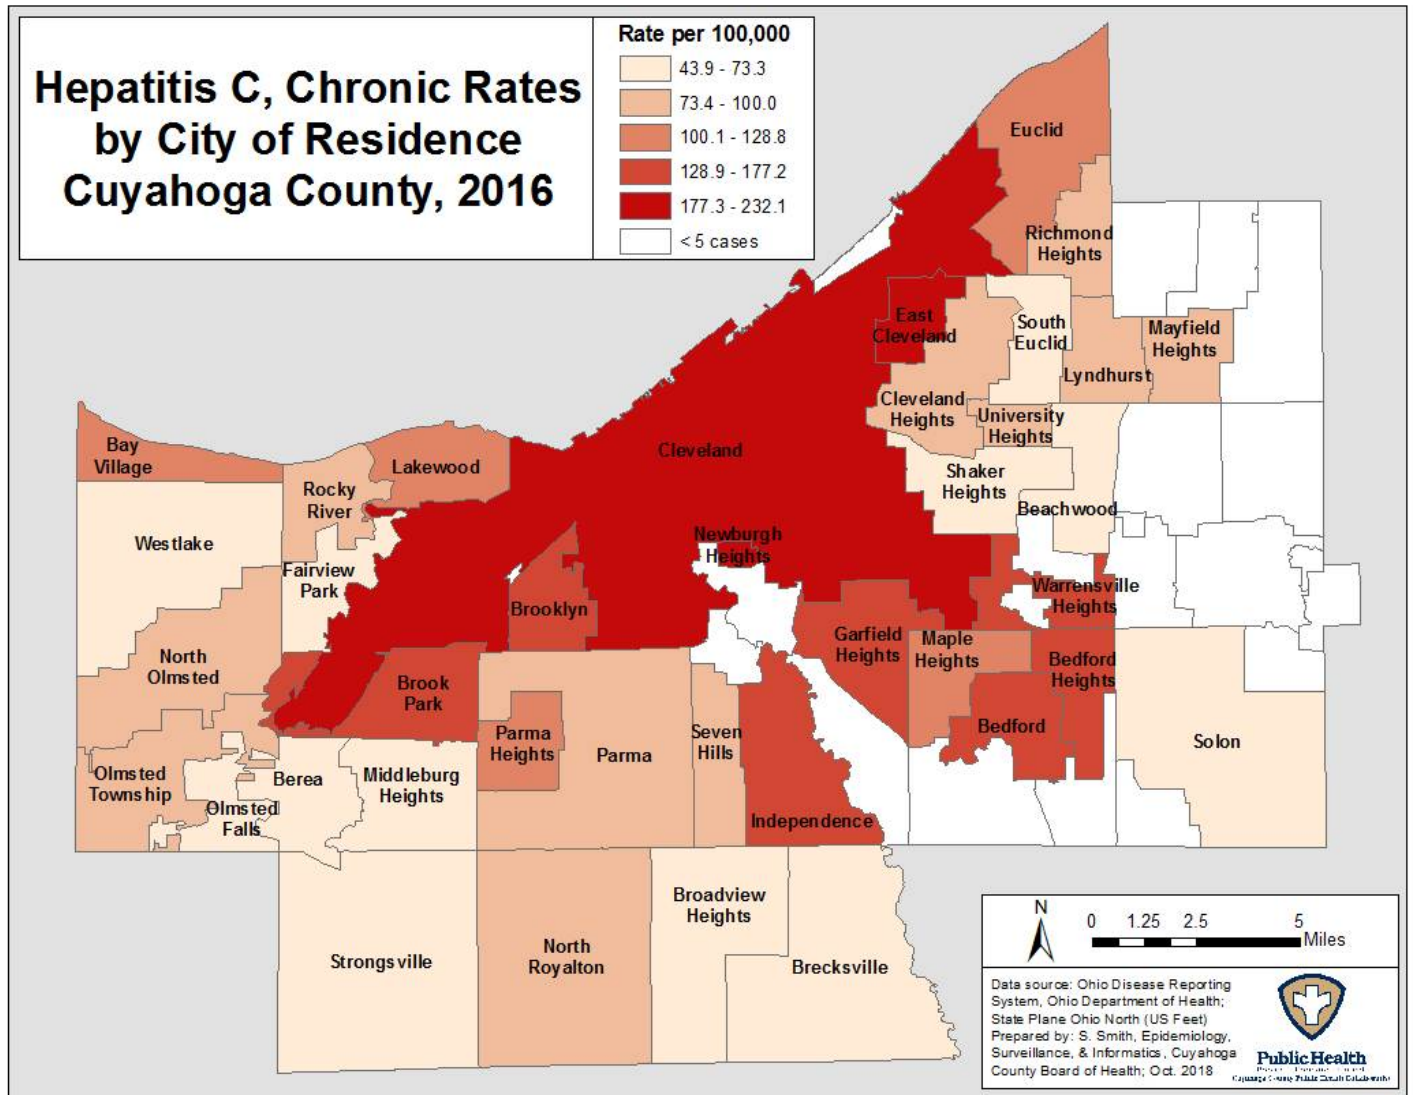 Hepatitis C, Chronic Rates
by City of Residence
Cuyahoga County, 2016
Rate per 100,000
43.9 - 73.3
73.4 - 100.0
100.1 - 128.8
128.9 - 177.2
177.3 - 232.1
< 5 cases
Euclid
Richmond
Heights
East
Cleveland
South
Euclid
Mayfield
Heights
Lyndhurst
Cleveland
Heights
University
Heights
Bay
Village
Lakewood
Cleveland
Rocky
River
Shaker
Heights
Beachwood
Westlake
Newburgh
Heights
Fairview
Park
Brooklyn
Warrensville
Heights
Garfield
Heights
Maple
Heights
North
Olmsted
Brook
Park
Bedford
Heights
Parma
Heights
Parma
Seven
Hills
Bedford
Solon
Olmsted
Township
Berea
Middleburg
Heights
Olmsted
Falls
Independence
Broadview
Heights
Strongsville
North
Royalton
Brecksville
N
0 1.25 2.5 5
Miles
Data source: Ohio Disease Reporting
System, Ohio Department of Health;
State Plane Ohio North (US Feet)
Prepared by: S. Smith, Epidemiology,
Surveillance, & Informatics, Cuyahoga
County Board of Health; Oct. 2018
Public Health